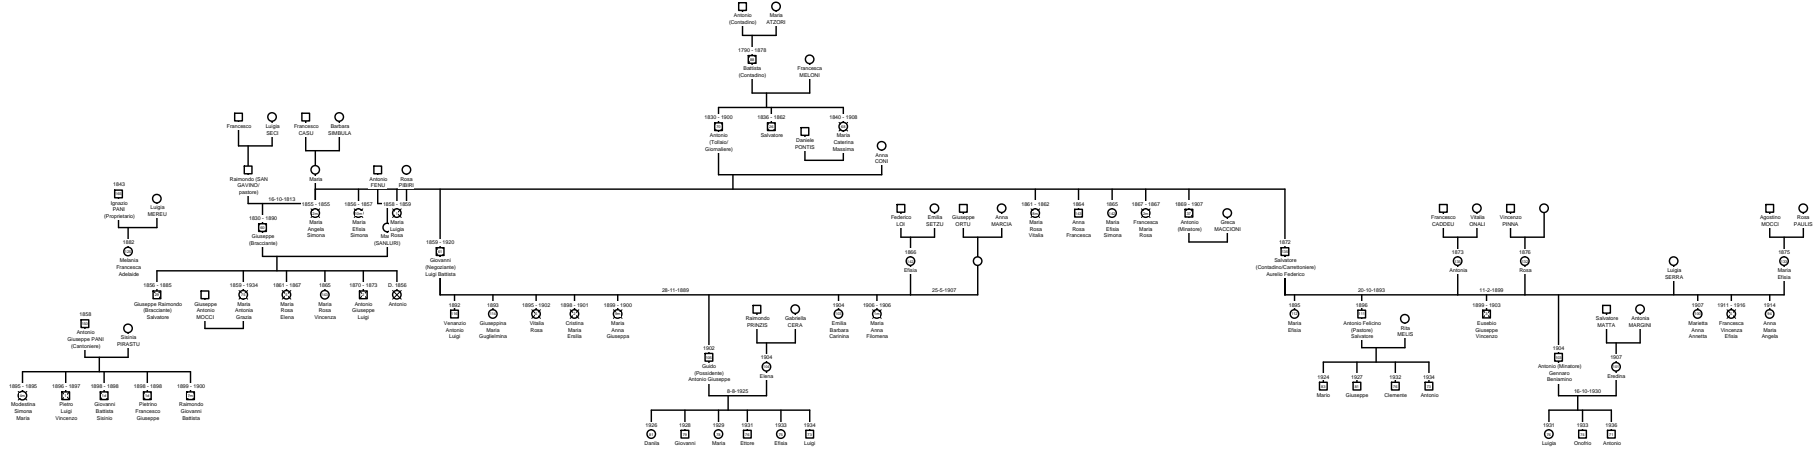 Antonio
(Contadino)
Maria
ATZORI
1790 - 1878
Battista
(Contadino)
Francesca
MELONI
1830 - 1900
Antonio
(Tollaio/
Giornaliere)
1836 - 1862
Salvatore
Daniele
PONTIS
1840 - 1908
Maria
Caterina
Massima
Anna
CONI
Francesco
Luigia
SECI
Francesco
CASU
Barbara
SIMBULA
Raimondo (SAN
GAVINO/
pastore)
Maria
Antonio
FENU
Rosa
PIBIRI
16-10-1813
1843
Ignazio
PANI
(Proprietario)
Luigia
MEREU
1882
Melania
Francesca
Adelaide
1830 - 1890
Giuseppe
(Bracciante)
(SANLURI)
1855 - 1855
Maria
Angela
Simona
1856 - 1857
Maria
Efisia
Simona
1858 - 1859
Maria
Luigia
Rosa
1859 - 1920
Giovanni
(Negoziante)
Luigi Battista
Federico
LOI
Emilia
SETZU
Giuseppe
ORTU
Anna
MARCIA
1866
Efisia
1861 - 1862
Maria
Rosa
Vitalia
1864
Anna
Rosa
Francesca
1865
Maria
Efisia
Simona
1867 - 1867
Maria
Francesca
Maria
Rosa
1869 - 1907
Antonio
(Minatore)
Greca
MACCIONI
1872
Salvatore
(Contadino/Carrettoniere)
Aurelio Federico
Francesco
CADDEU
Vitalia
ONALI
Vincenzo
PINNA
1873
Antonia
1876
Rosa
Agostino
MOCCI
Rosa
PAULIS
1875
Maria
Efisia
1856 - 1885
Giuseppe Raimondo
(Bracciante)
Salvatore
Giuseppe
Antonio
MOCCI
1859 - 1934
Maria
Antonia
Grazia
1861 - 1867
Maria
Rosa
Elena
1865
Maria
Rosa
Vincenza
1870 - 1873
Antonio
Giuseppe
Luigi
D. 1856
Antonio
28-11-1889
25-5-1907
20-10-1893
11-2-1899
1858
Antonio
Giuseppe PANI
(Cantoniere)
Sisinia
PIRASTU
1895 - 1895
Modestina
Simona
Maria
1896 - 1897
Pietro
Luigi
Vincenzo
1898 - 1898
Giovanni
Battista
Sisinio
1898 - 1898
Pietrino
Francesco
Giuseppe
1899 - 1900
Raimondo
Giovanni
Battista
1892
Venanzio
Antonio
Luigi
1893
Giuseppina
Maria
Guglielmina
1895 - 1902
Vitalia
Rosa
1898 - 1901
Cristina
Maria
Ersilia
1899 - 1900
Maria
Anna
Giuseppa
1902
Guido
(Possidente)
Antonio Giuseppe
Raimondo
PRINZIS
Gabriella
CERA
1904
Elena
1904
Emilia
Barbara
Carinina
1906 - 1906
Maria
Anna
Filomena
8-8-1925
1926
Danila
1928
Giovanni
1929
Maria
1931
Ettore
1933
Efisia
1934
Luigi
1895
Maria
Efisia
1896
Antonio Felicino
(Pastore)
Salvatore
Rita
MELIS
1899 - 1903
Eusebio
Giuseppe
Vincenzo
1904
Antonio (Minatore)
Gennaro
Beniamino
Salvatore
MATTA
Antonia
MARGINI
1907
Eredina
Luigia
SERRA
1907
Marietta
Anna
Annetta
1911 - 1916
Francesca
Vincenza
Efisia
1914
Anna
Maria
Angela
1924
Mario
1927
Giuseppe
1932
Clemente
1934
Antonio
16-10-1930
1931
Luigia
1933
Onofrio
1936
Antonio